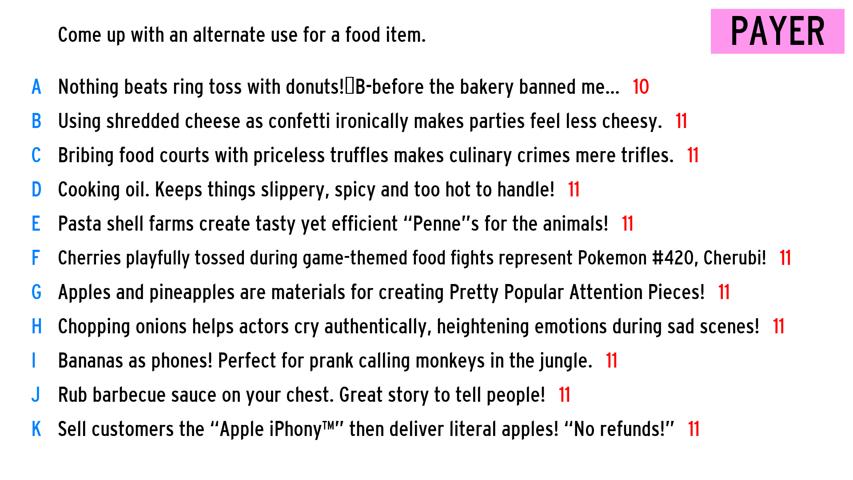 Come up with an alternate use for a food item.
PAYER
A Nothing beats ring toss with donuts!▯B-before the bakery banned me... 10
B Using shredded cheese as confetti ironically makes parties feel less cheesy. 11
C Bribing food courts with priceless truffles makes culinary crimes mere trifles. 11
D Cooking oil. Keeps things slippery, spicy and too hot to handle! 11
E Pasta shell farms create tasty yet efficient “Penne”s for the animals! 11
F Cherries playfully tossed during game-themed food fights represent Pokemon #420, Cherubi! 11
G Apples and pineapples are materials for creating Pretty Popular Attention Pieces! 11
H Chopping onions helps actors cry authentically, heightening emotions during sad scenes! 11
I Bananas as phones! Perfect for prank calling monkeys in the jungle. 11
J Rub barbecue sauce on your chest. Great story to tell people! 11
K Sell customers the “Apple iPhony™” then deliver literal apples! “No refunds!” 11